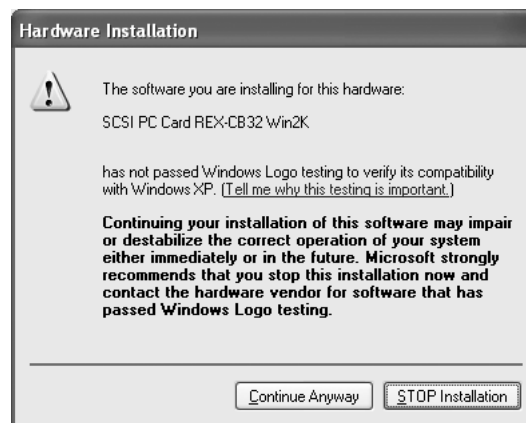 Hardware Installation
The software you are installing for this hardware:
SCSI PC Card REX-CB32 Win2K
has not passed Windows Logo testing to verify its compatibility
with Windows XP. (Tell me why this testing is important.)
Continuing your installation of this software may impair
or destabilize the correct operation of your system
either immediately or in the future. Microsoft strongly
recommends that you stop this installation now and
contact the hardware vendor for software that has
passed Windows Logo testing.
Continue Anyway
STOP Installation